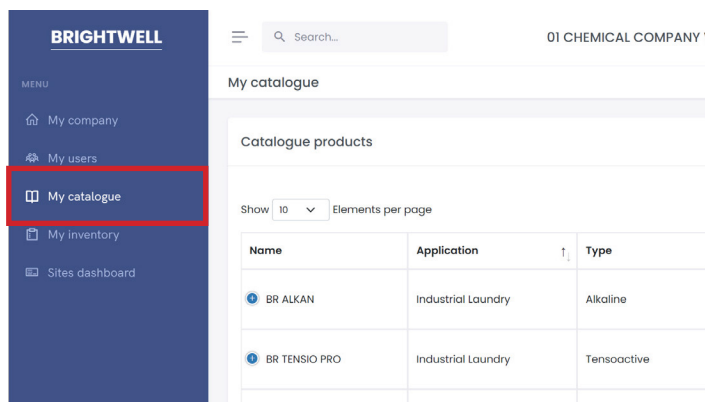 BRIGHTWELL
Search...
01 CHEMICAL COMPANY
MENU
My catalogue
My company
Catalogue products
My users
My catalogue
Show 10 Elements per page
My inventory
Name Application Type
Sites dashboard
BR ALKAN Industrial Laundry Alkaline
BR TENSIO PRO Industrial Laundry Tensoactive